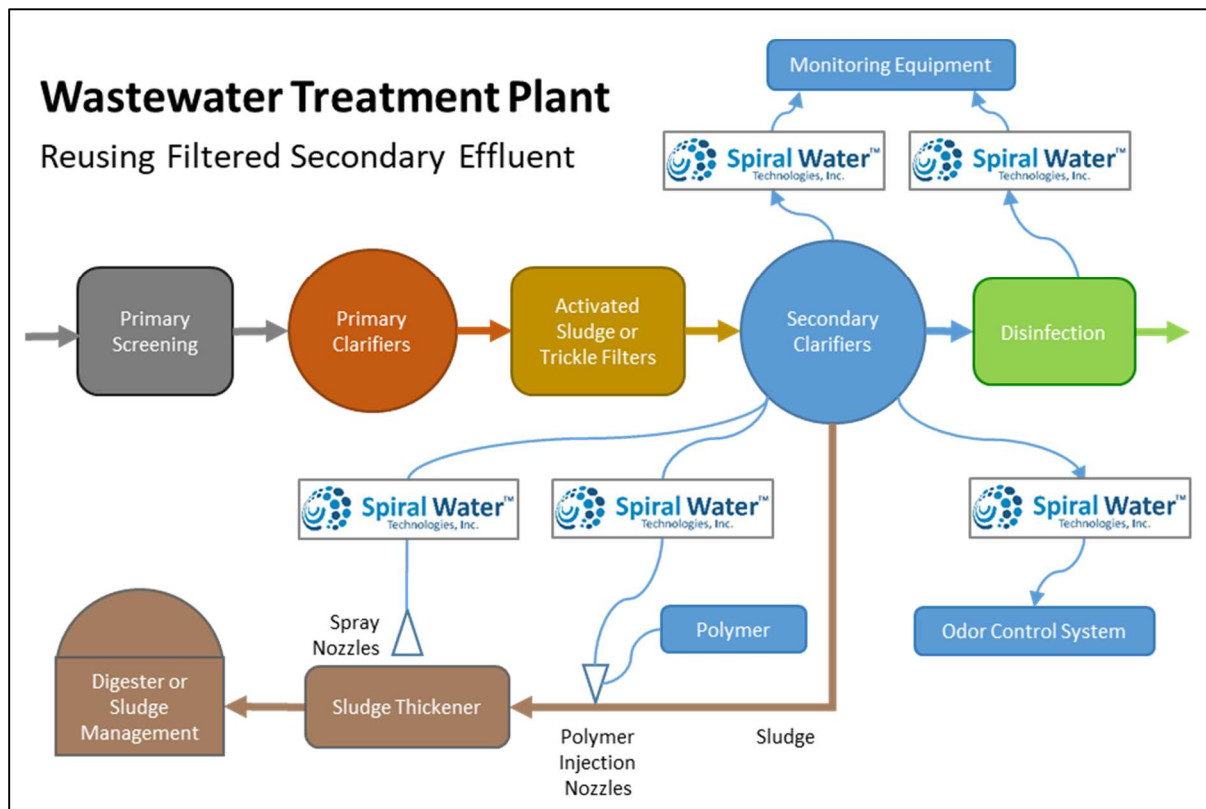 Wastewater Treatment Plant
Reusing Filtered Secondary Effluent
Monitoring Equipment
Spiral Water™
Technologies, Inc.
Spiral Water™
Technologies, Inc.
Primary
Screening
Primary
Clarifiers
Activated
Sludge or
Trickle Filters
Secondary
Clarifiers
Disinfection
Spiral Water™
Technologies, Inc.
Spiral Water™
Technologies, Inc.
Spiral Water™
Technologies, Inc.
Spray
Nozzles
Polymer
Odor Control System
Digester or
Sludge
Management
Sludge Thickener
Polymer
Injection
Nozzles
Sludge